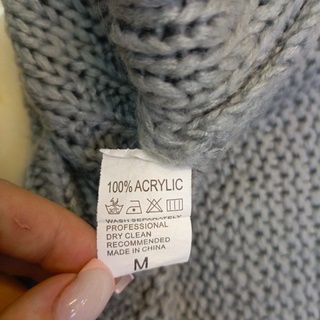 100% ACRYLIC
WASH SEPARATELY
PROFESSIONAL
DRY CLEAN
RECOMMENDED
MADE IN CHINA
M